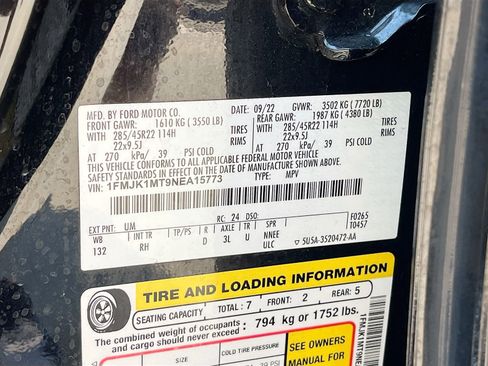 MFD. BY FORD MOTOR CO.
09/22 GVWR: 3502 KG (7720 LB)
FRONT GAWR: 1610 KG (3550 LB) REAR GAWR: 1987 KG (4380 LB)
285/45R22 114H TIRES 285/45R22 114H TIRES
22x9.5J RIMS 22x9.5J RIMS
AT 270 kPa/ 39 PSI COLD AT 270 kPa/ 39 PSI COLD
THIS VEHICLE CONFORMS TO ALL APPLICABLE FEDERAL MOTOR VEHICLE
SAFETY STANDARDS IN EFFECT ON THE DATE OF MANUFACTURE SHOWN ABOVE.
VIN: 1FMJK1MT9NEA15773
TYPE: MPV
EXT PNT: UM RC: 24 DSO: F0265
WB INT TR TP/PS R AXLE TR SPR T0457
132 RH D 3L U NNEE
ULC 5U5A-3520472-AA
TIRE AND LOADING INFORMATION
SEATING CAPACITY TOTAL: 7 FRONT: 2 REAR: 5
The combined weight of occupants and cargo should never exceed: 794 kg or 1752 lbs.
SIZE COLD TIRE PRESSURE
SEE OWNERS
MANUAL FOR